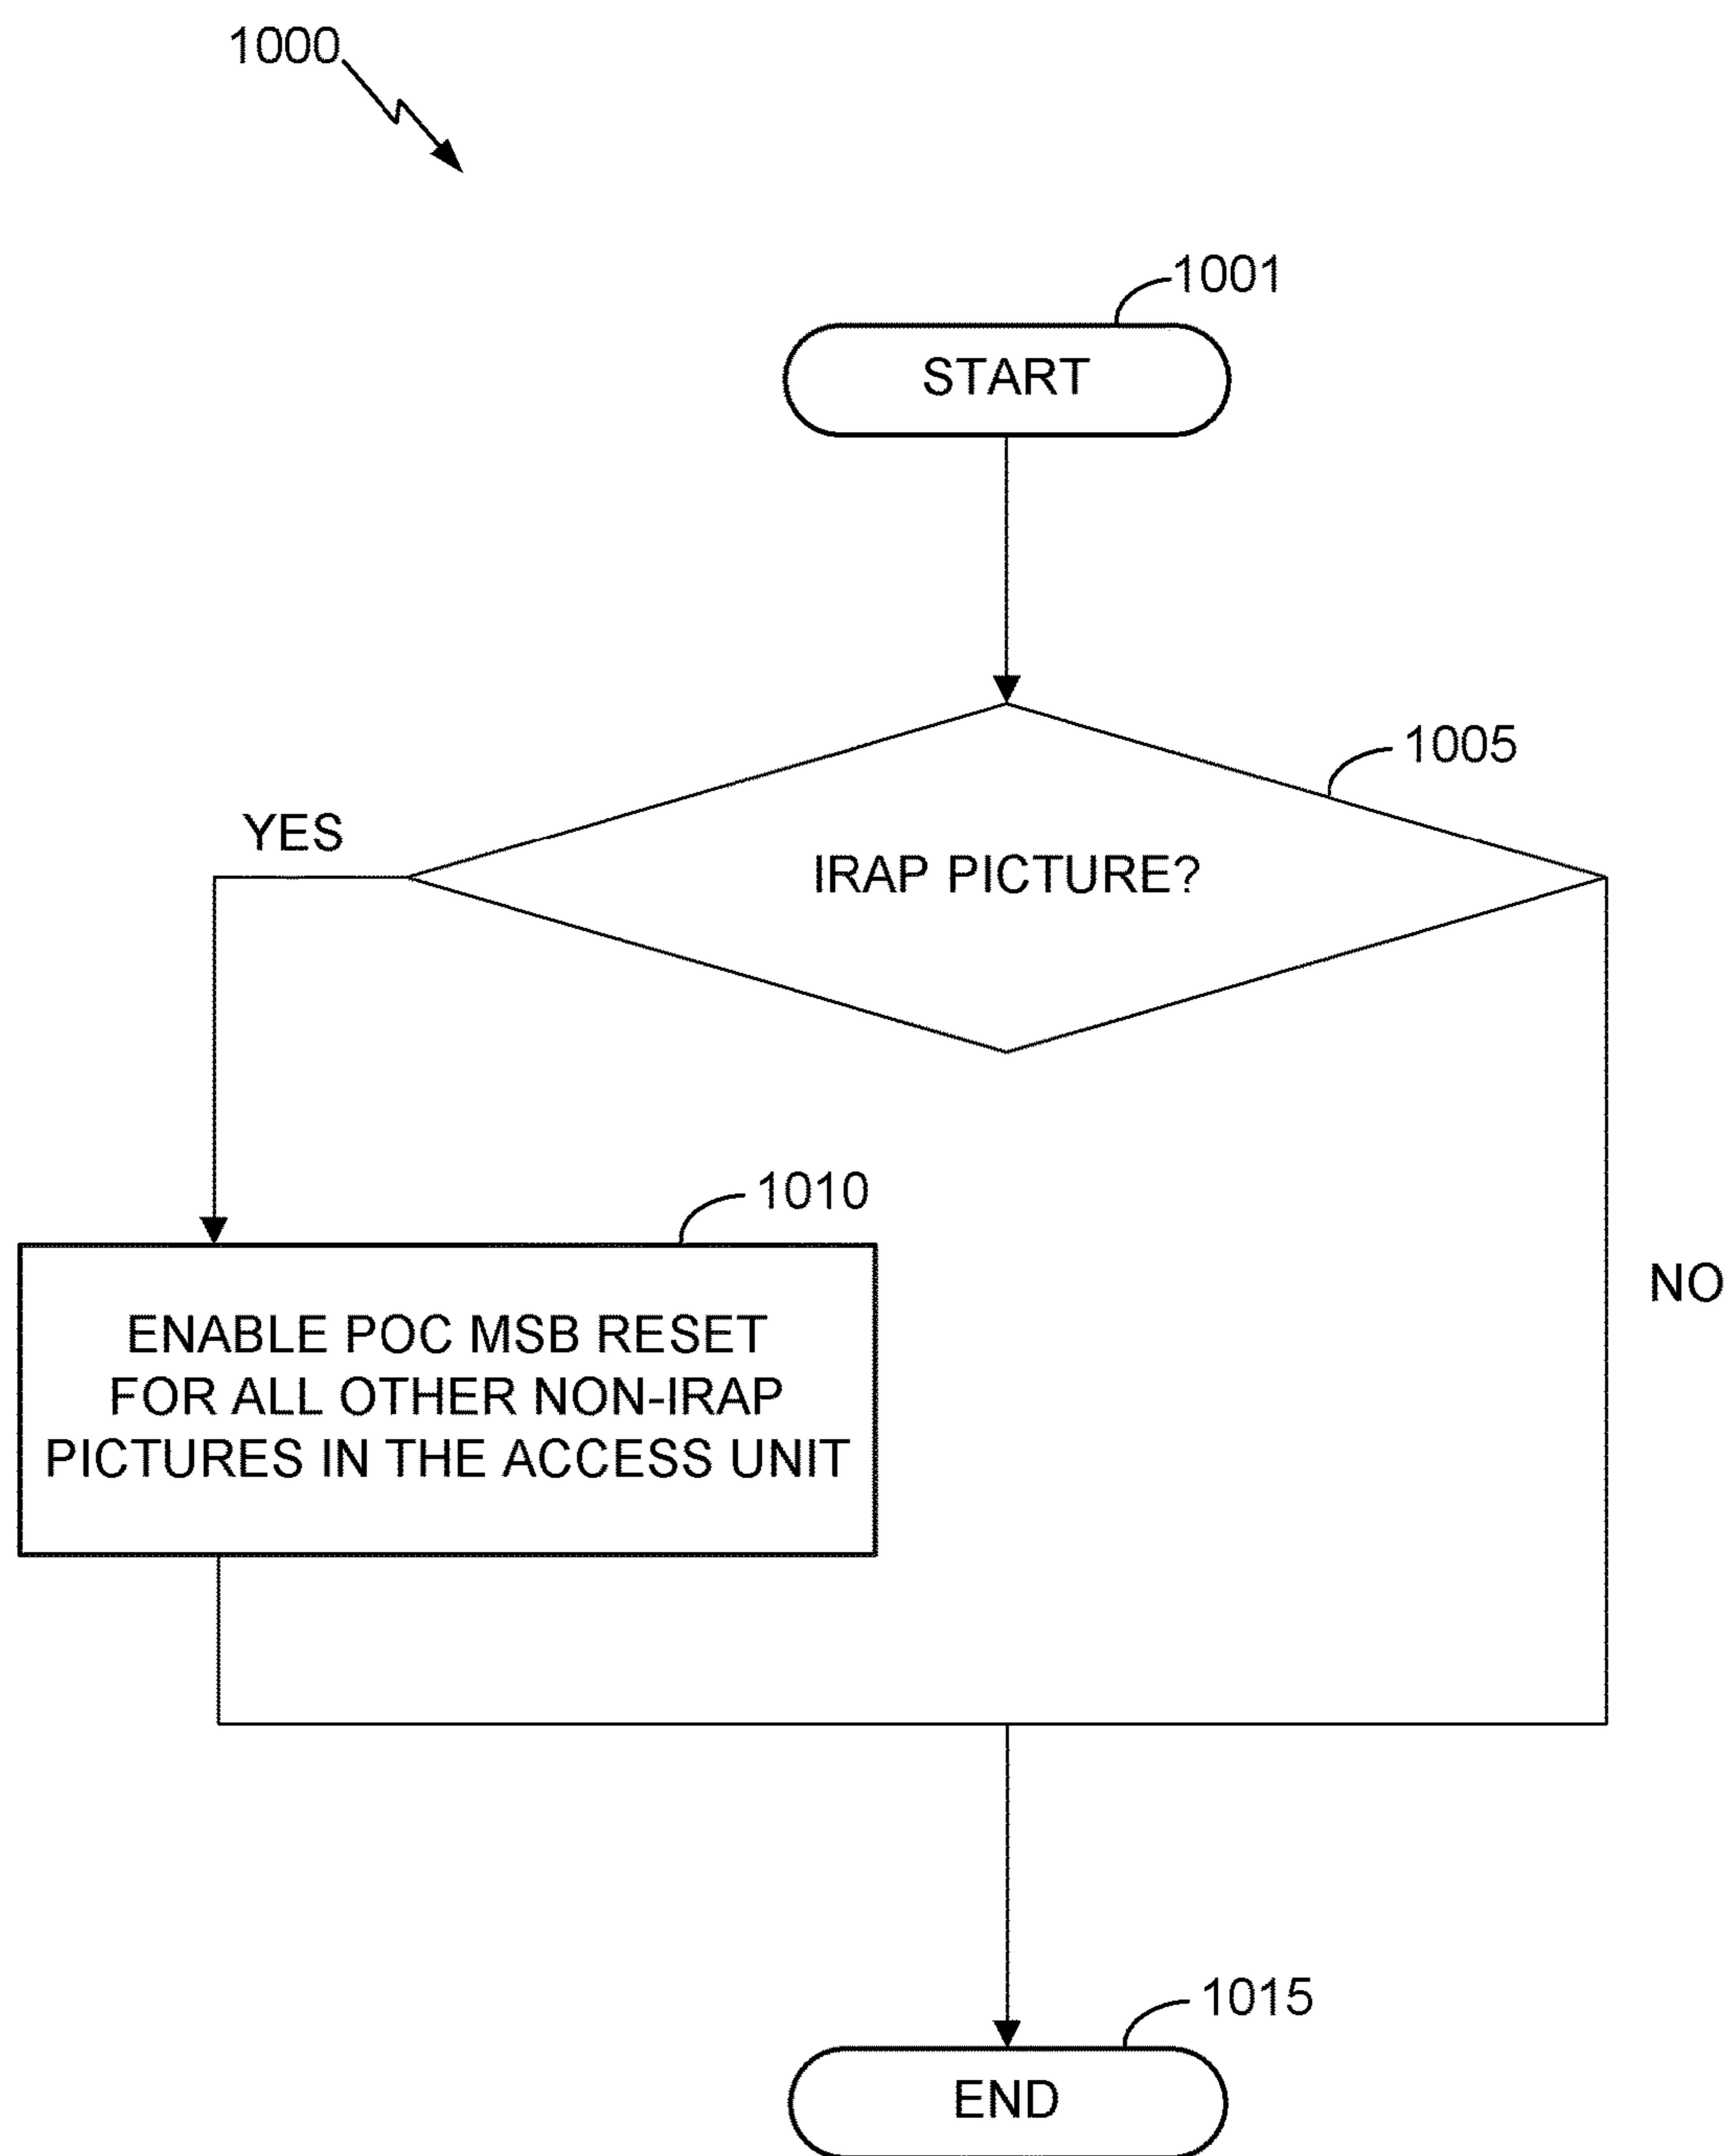 1000
1001
START
1005
YES
IRAP PICTURE?
1010
NO
ENABLE POC MSB RESET
FOR ALL OTHER NON-IRAP
PICTURES IN THE ACCESS UNIT
1015
END